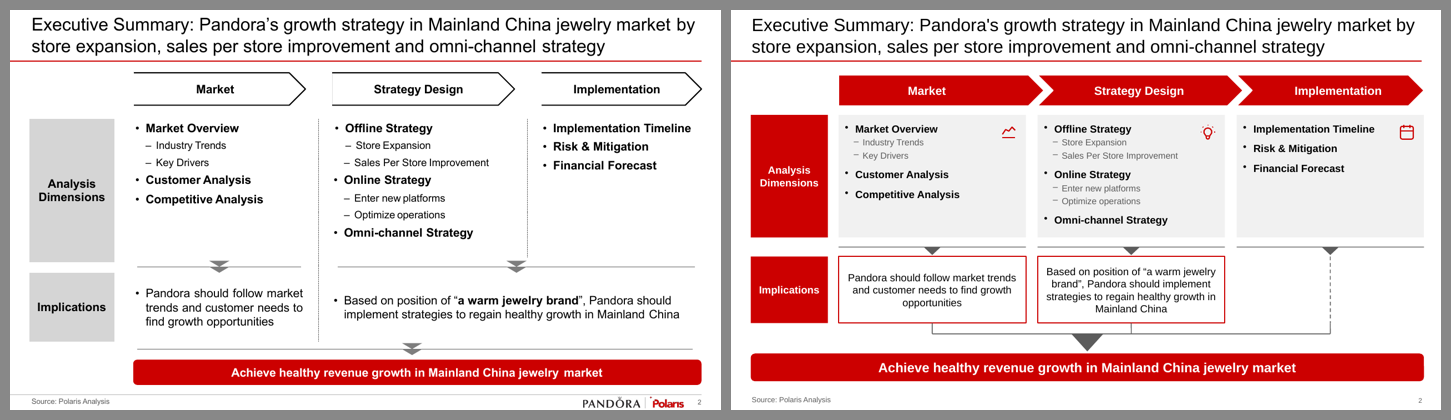 Executive Summary: Pandora’s growth strategy in Mainland China jewelry market by
store expansion, sales per store improvement and omni-channel strategy
Market
Strategy Design
Implementation
Analysis
Dimensions
• Market Overview
– Industry Trends
– Key Drivers
• Customer Analysis
• Competitive Analysis
• Offline Strategy
– Store Expansion
– Sales Per Store Improvement
• Online Strategy
– Enter new platforms
– Optimize operations
• Omni-channel Strategy
• Implementation Timeline
• Risk & Mitigation
• Financial Forecast
Implications
• Pandora should follow market
trends and customer needs to
find growth opportunities
• Based on position of “a warm jewelry brand”, Pandora should
implement strategies to regain healthy growth in Mainland China
Achieve healthy revenue growth in Mainland China jewelry market
Source: Polaris Analysis
PANDÖRA
Polaris
2
Executive Summary: Pandora's growth strategy in Mainland China jewelry market by
store expansion, sales per store improvement and omni-channel strategy
Market
Strategy Design
Implementation
Analysis
Dimensions
• Market Overview
– Industry Trends
– Key Drivers
• Customer Analysis
• Competitive Analysis
• Offline Strategy
– Store Expansion
– Sales Per Store Improvement
• Online Strategy
– Enter new platforms
– Optimize operations
• Omni-channel Strategy
• Implementation Timeline
• Risk & Mitigation
• Financial Forecast
Implications
Pandora should follow market trends
and customer needs to find growth
opportunities
Based on position of “a warm jewelry
brand”, Pandora should implement
strategies to regain healthy growth in
Mainland China
Achieve healthy revenue growth in Mainland China jewelry market
Source: Polaris Analysis
2